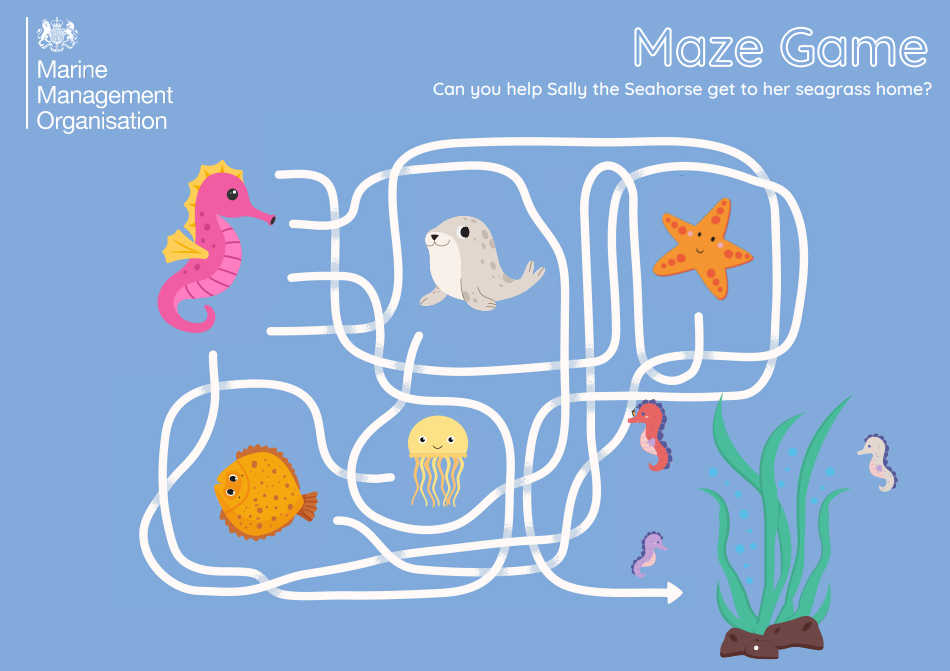 Marine
Management
Organisation
Maze Game
Can you help Sally the Seahorse get to her seagrass home?